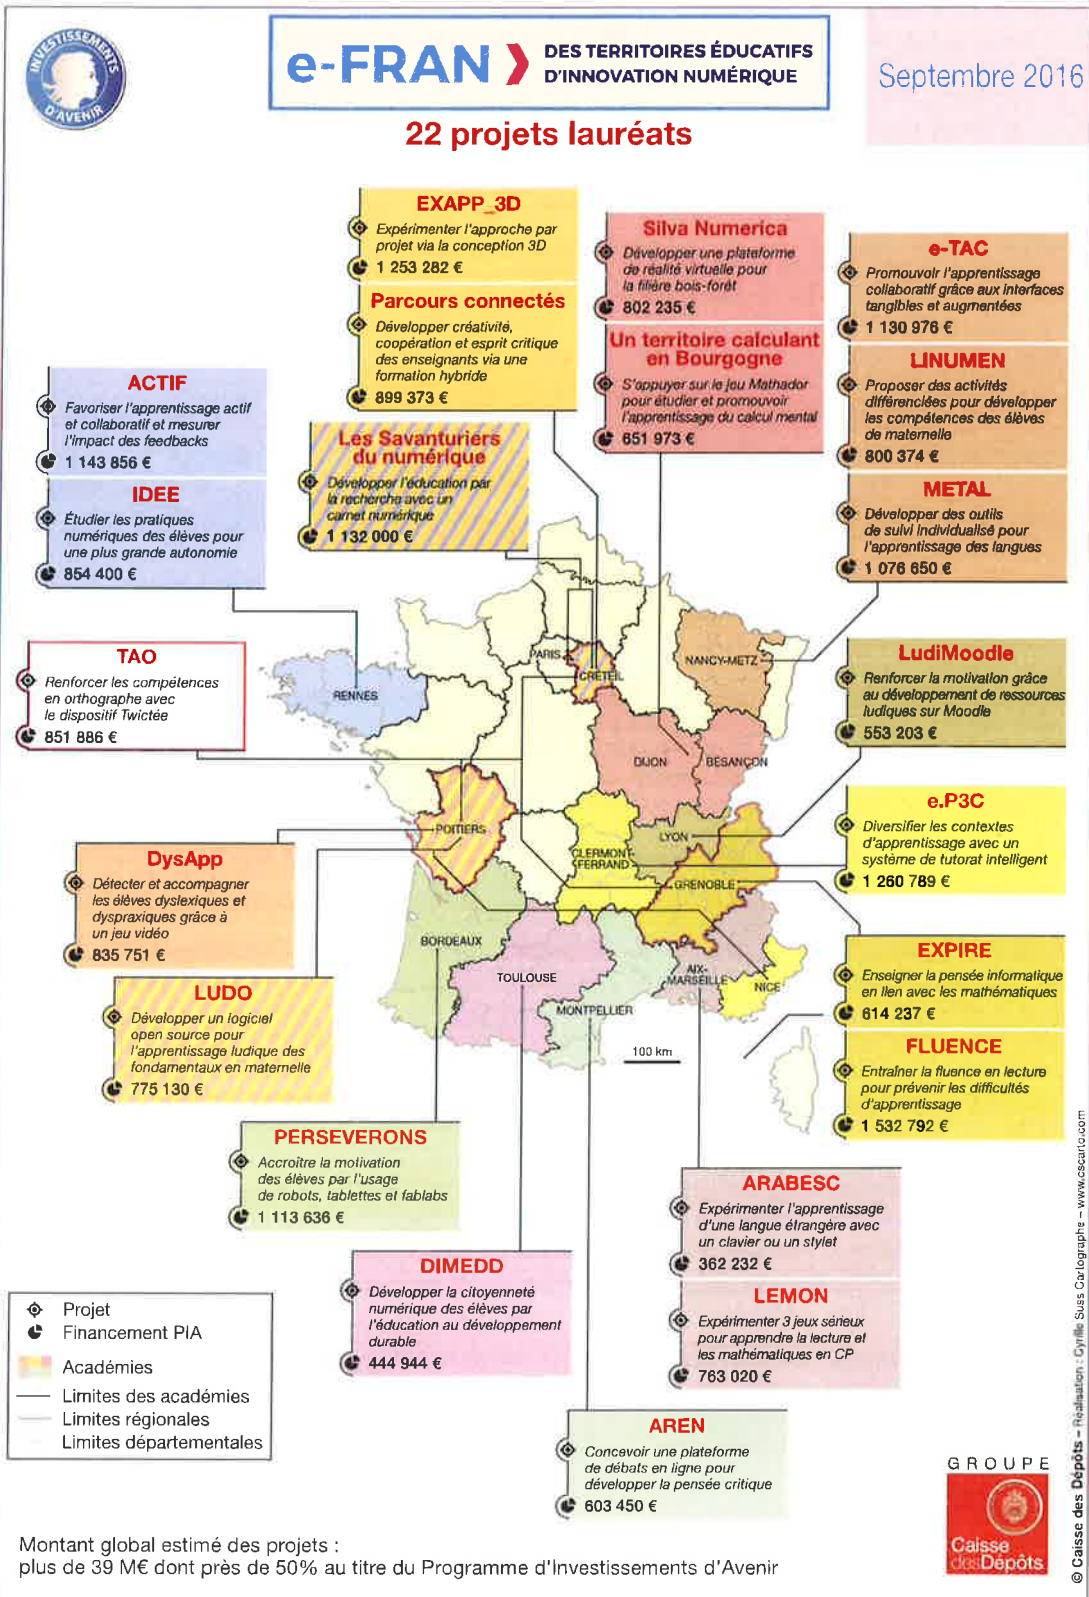 INVESTISSEMENTS
D'AVENIR
e-FRAN
DES TERRITOIRES ÉDUCATIFS
D'INNOVATION NUMÉRIQUE
Septembre 2016
22 projets lauréats
EXAPP_3D
Expérimenter l'approche par
projet via la conception 3D
1 253 282 €
Parcours connectés
Développer créativité,
coopération et esprit critique
des enseignants via une
formation hybride
899 373 €
Silva Numerica
Développer une plateforme
de réalité virtuelle pour
la filière bois-forêt
802 235 €
Un territoire calculant
en Bourgogne
S'appuyer sur le jeu Mathador
pour étudier et promouvoir
l'apprentissage du calcul mental
651 973 €
e-TAC
Promouvoir l'apprentissage
collaboratif grâce aux interfaces
tangibles et augmentées
1 130 976 €
LINUMEN
Proposer des activités
différenciées pour développer
les compétences des élèves
de maternelle
800 374 €
METAL
Développer des outils
de suivi individualisé pour
l'apprentissage des langues
1 076 650 €
ACTIF
Favoriser l'apprentissage actif
et collaboratif et mesurer
l'impact des feedbacks
1 143 856 €
IDEE
Étudier les pratiques
numériques des élèves pour
une plus grande autonomie
854 400 €
Les Savanturiers
du numérique
Développer l'éducation par
la recherche avec un
carnet numérique
1 132 000 €
TAO
Renforcer les compétences
en orthographe avec
le dispositif Twictée
851 886 €
LudiMoodle
Renforcer la motivation grâce
au développement de ressources
ludiques sur Moodle
553 203 €
e.P3C
Diversifier les contextes
d'apprentissage avec un
système de tutorat intelligent
1 260 789 €
EXPIRE
Enseigner la pensée informatique
en lien avec les mathématiques
614 237 €
FLUENCE
Entraîner la fluence en lecture
pour prévenir les difficultés
d'apprentissage
1 532 792 €
DysApp
Détecter et accompagner
les élèves dyslexiques et
dyspraxiques grâce à
un jeu vidéo
835 751 €
LUDO
Développer un logiciel
open source pour
l'apprentissage ludique des
fondamentaux en maternelle
775 130 €
PERSEVERONS
Accroître la motivation
des élèves par l'usage
de robots, tablettes et fablabs
1 113 636 €
DIMEDD
Développer la citoyenneté
numérique des élèves par
l'éducation au développement
durable
444 944 €
ARABESC
Expérimenter l'apprentissage
d'une langue étrangère avec
un clavier ou un stylet
362 232 €
LEMON
Expérimenter 3 jeux sérieux
pour apprendre la lecture et
les mathématiques en CP
763 020 €
AREN
Concevoir une plateforme
de débats en ligne pour
développer la pensée critique
603 450 €
PARIS
CRÉTEIL
NANCY-METZ
RENNES
DIJON
BESANÇON
POITIERS
LYON
CLERMONT-
FERRAND
GRENOBLE
BORDEAUX
TOULOUSE
AIX-
MARSEILLE
NICE
MONTPELLIER
100 km
Projet
Financement PIA
Académies
Limites des académies
Limites régionales
Limites départementales
Montant global estimé des projets :
plus de 39 M€ dont près de 50% au titre du Programme d'Investissements d'Avenir
GROUPE
Caisse
desDépôts
© Caisse des Dépôts – Réalisation : Cyrille Suss Cartographe – www.cscarto.com